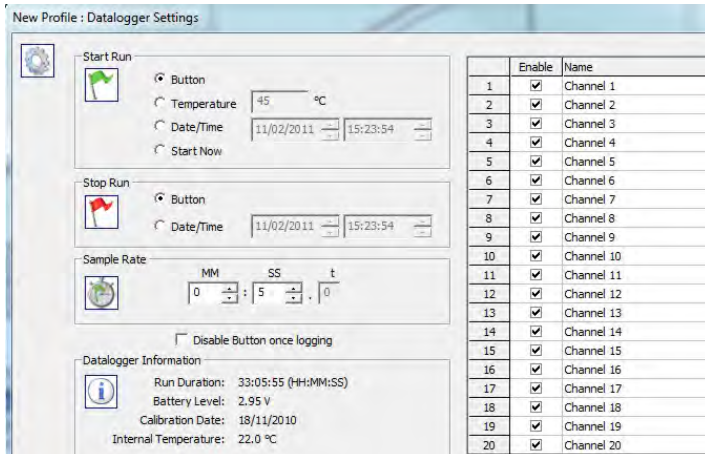 New Profile : Datalogger Settings
Start Run
Button
Temperature 45 ºC
Date/Time 11/02/2011 15:23:54
Start Now
Stop Run
Button
Date/Time 11/02/2011 15:23:54
Sample Rate
MM SS t
0 : 5 . 0
Disable Button once logging
Datalogger Information
Run Duration: 33:05:55 (HH:MM:SS)
Battery Level: 2.95 V
Calibration Date: 18/11/2010
Internal Temperature: 22.0 ºC
Enable Name
1 Channel 1
2 Channel 2
3 Channel 3
4 Channel 4
5 Channel 5
6 Channel 6
7 Channel 7
8 Channel 8
9 Channel 9
10 Channel 10
11 Channel 11
12 Channel 12
13 Channel 13
14 Channel 14
15 Channel 15
16 Channel 16
17 Channel 17
18 Channel 18
19 Channel 19
20 Channel 20